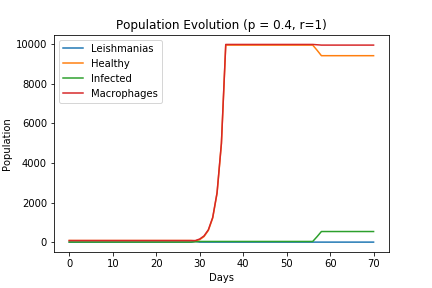 Population Evolution (p = 0.4, r=1)
Leishmanias
Healthy
Infected
Macrophages
Population
10000
8000
6000
4000
2000
0
0 10 20 30 40 50 60 70
Days